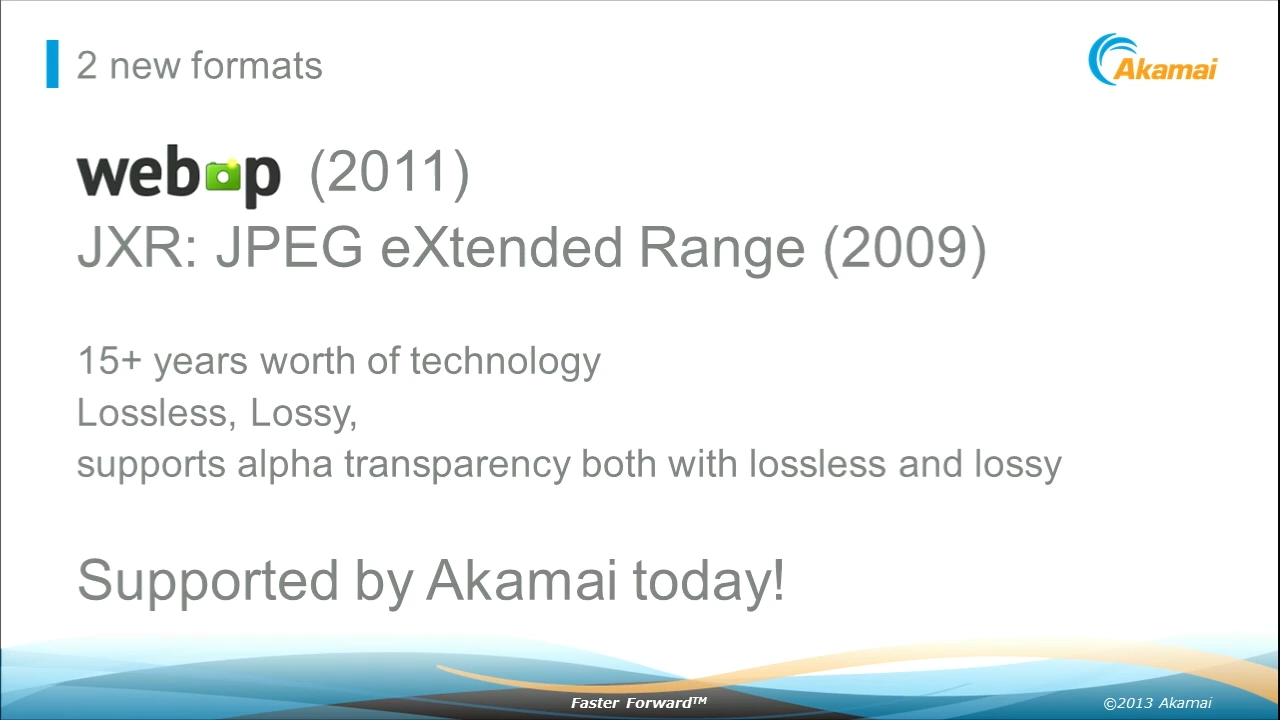 2 new formats
Akamai
webp (2011)
JXR: JPEG eXtended Range (2009)
15+ years worth of technology
Lossless, Lossy,
supports alpha transparency both with lossless and lossy
Supported by Akamai today!
Faster Forward™
©2013 Akamai